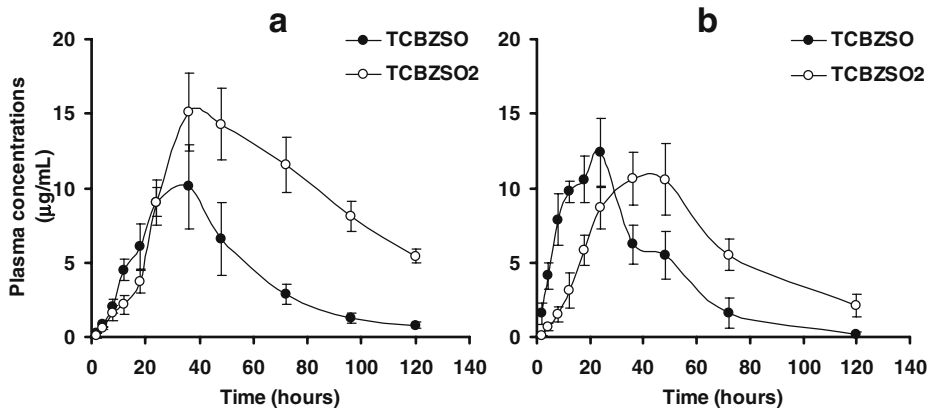 a
TCBZSO
TCBZSO2
Plasma concentrations
(µg/mL)
20
15
10
5
0
0 20 40 60 80 100 120 140
Time (hours)
b
TCBZSO
TCBZSO2
20
15
10
5
0
0 20 40 60 80 100 120 140
Time (hours)